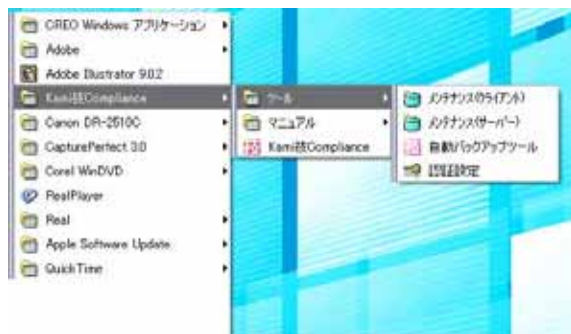 CREO Windows アプリケーション
Adobe
Adobe Illustrator 9.0.2
Kami技Compliance
Canon DR-2510C
CapturePerfect 3.0
Corel WinDVD
RealPlayer
Real
Apple Software Update
QuickTime
ツール
マニュアル
Kami技Compliance
メンテナンス(クライアント)
メンテナンス(サーバー)
自動バックアップツール
認証設定